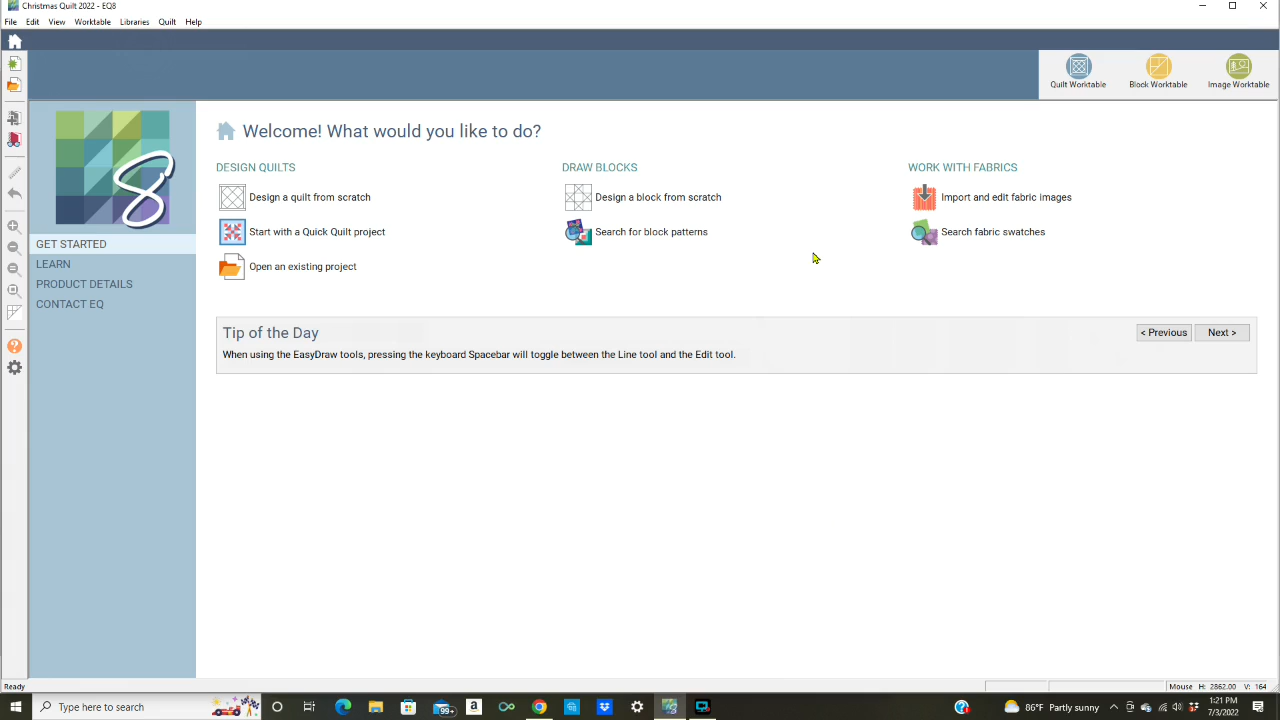 Christmas Quilt 2022 - EQ8
File Edit View Worktable Libraries Quilt Help
Quilt Worktable Block Worktable Image Worktable
8
GET STARTED
LEARN
PRODUCT DETAILS
CONTACT EQ
Welcome! What would you like to do?
DESIGN QUILTS
Design a quilt from scratch
Start with a Quick Quilt project
Open an existing project
DRAW BLOCKS
Design a block from scratch
Search for block patterns
WORK WITH FABRICS
Import and edit fabric images
Search fabric swatches
Tip of the Day
< Previous Next >
When using the EasyDraw tools, pressing the keyboard Spacebar will toggle between the Line tool and the Edit tool.
Ready
Mouse H: 2862.00 V: 164
Type here to search
99+
a
86°F Partly sunny
1:21 PM
7/3/2022